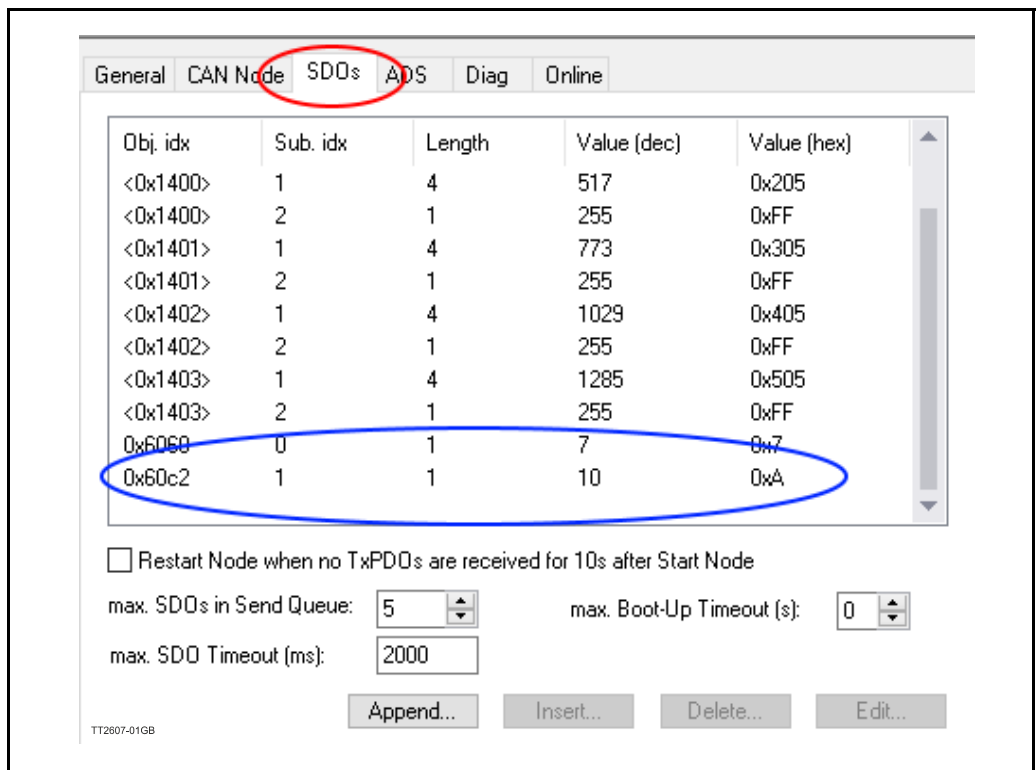 General CAN Node SDOs ADS Diag Online
Obj. idx Sub. idx Length Value (dec) Value (hex)
<0x1400> 1 4 517 0x205
<0x1400> 2 1 255 0xFF
<0x1401> 1 4 773 0x305
<0x1401> 2 1 255 0xFF
<0x1402> 1 4 1029 0x405
<0x1402> 2 1 255 0xFF
<0x1403> 1 4 1285 0x505
<0x1403> 2 1 255 0xFF
0x6060 0 1 7 0x7
0x60c2 1 1 10 0xA
Restart Node when no TxPDOs are received for 10s after Start Node
max. SDOs in Send Queue: 5 max. Boot-Up Timeout (s): 0
max. SDO Timeout (ms): 2000
Append... Insert... Delete... Edit...
TT2607-01GB